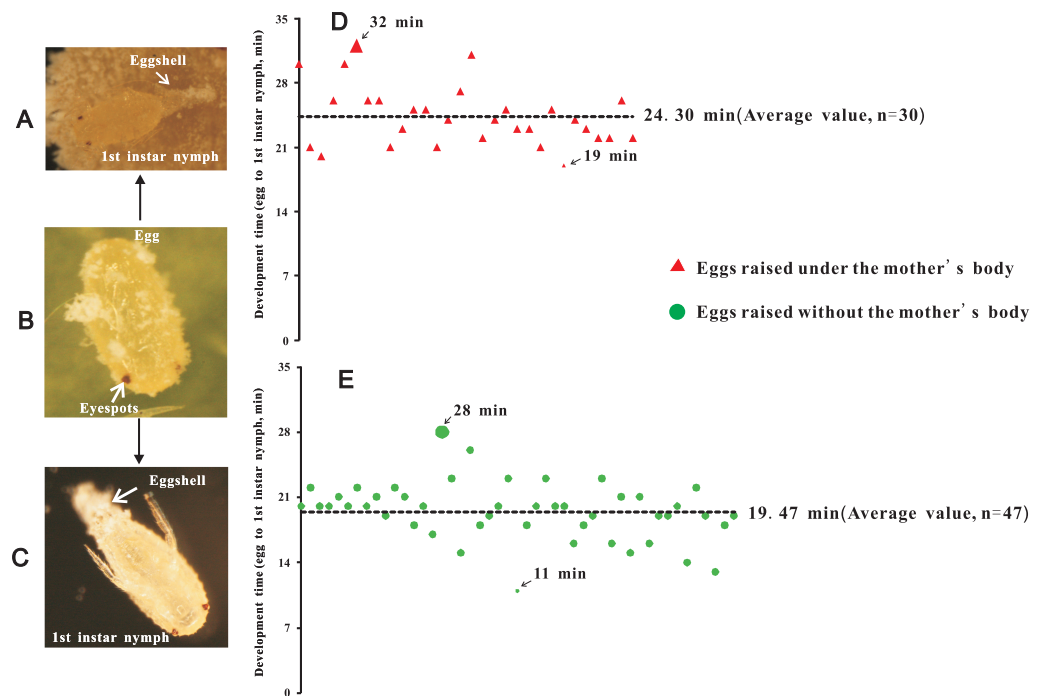 A
Eggshell
1st instar nymph
B
Egg
Eyespots
C
Eggshell
1st instar nymph
D
Development time (egg to 1st instar nymph, min)
35
28
21
14
7
0
32 min
24. 30 min(Average value, n=30)
19 min
Eggs raised under the mother's body
Eggs raised without the mother's body
E
Development time (egg to 1st instar nymph, min)
35
28
21
14
7
0
28 min
19. 47 min(Average value, n=47)
11 min